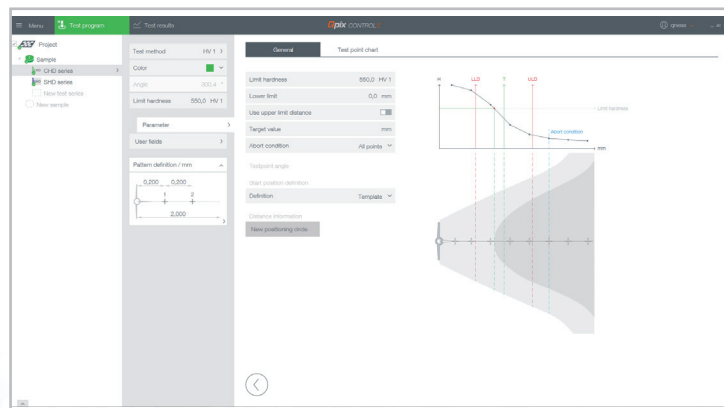 Menu
Test program
Test results
Qpix CONTROL2
qness
Project
Sample
CHD series
SHD series
New test series
New sample
Test method HV 1
Color
Angle 300,4 °
Limit hardness 550,0 HV 1
Parameter
User fields
Pattern definition / mm
0,200 0,200
1 2
2,000
General
Test point chart
Limit hardness 550,0 HV 1
Lower limit 0,0 mm
Use upper limit distance
Target value mm
Abort condition All points
Testpoint angle
Start position definition
Definition Template
Distance information
New positioning circle
H LLD T ULD
Limit hardness
Abort condition
mm